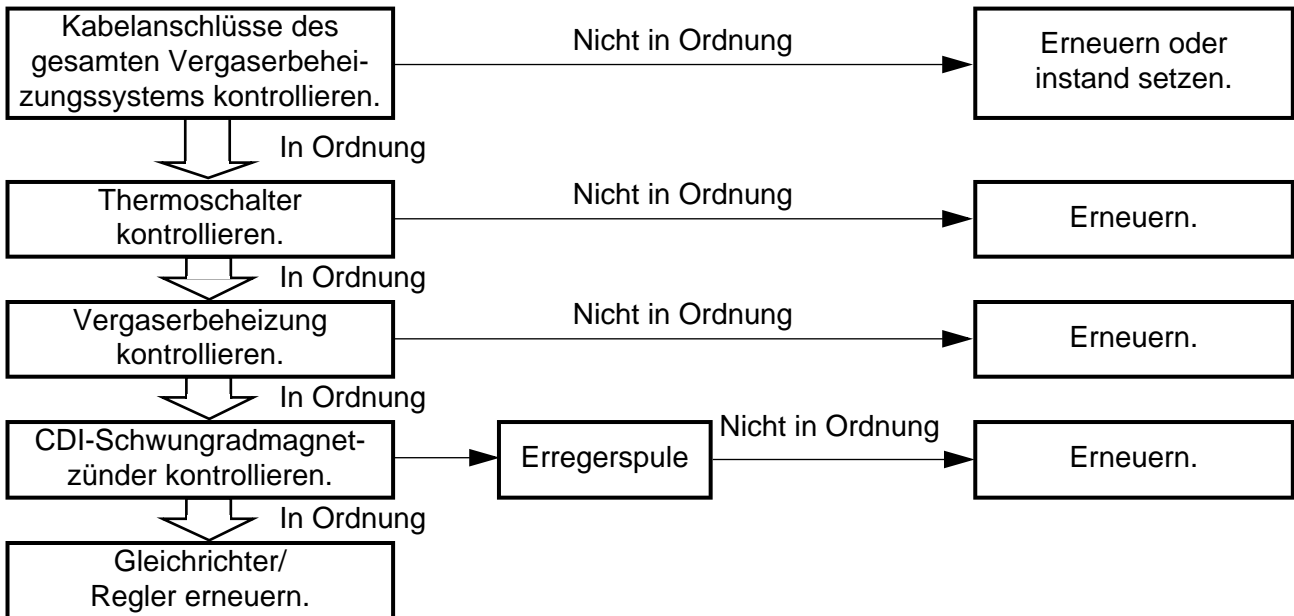 Kabelanschlüsse des
gesamten Vergaserbehei-
zungssystems kontrollieren.
Nicht in Ordnung
Erneuern oder
instand setzen.
In Ordnung
Thermoschalter
kontrollieren.
Nicht in Ordnung
Erneuern.
In Ordnung
Vergaserbeheizung
kontrollieren.
Nicht in Ordnung
Erneuern.
In Ordnung
CDI-Schwungradmagnet-
zünder kontrollieren.
Erregerspule
Nicht in Ordnung
Erneuern.
In Ordnung
Gleichrichter/
Regler erneuern.